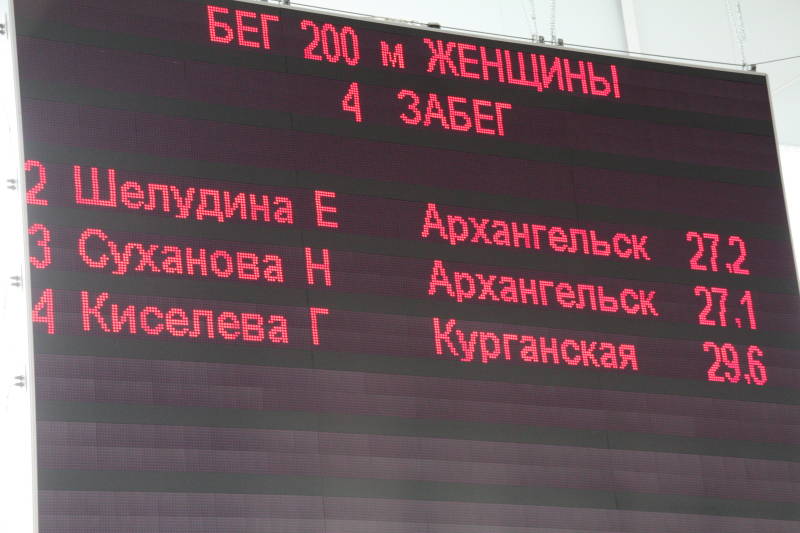 БЕГ 200 м ЖЕНЩИНЫ
4 ЗАБЕГ
2 Шелудина Е Архангельск 27,2
3 Суханова Н Архангельск 27,1
4 Киселева Г Курганская 29,6